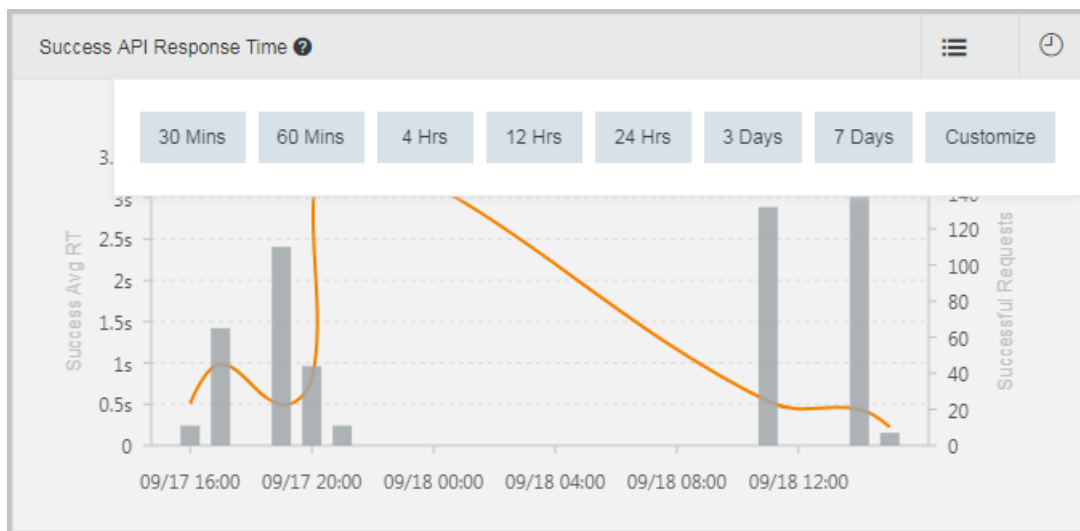 Success API Response Time ?
30 Mins 60 Mins 4 Hrs 12 Hrs 24 Hrs 3 Days 7 Days Customize
3.
3s 140
2.5s 120
2s 100
1.5s 80
1s 60
0.5s 40
0 20
0
Success Avg RT
Successful Requests
09/17 16:00 09/17 20:00 09/18 00:00 09/18 04:00 09/18 08:00 09/18 12:00